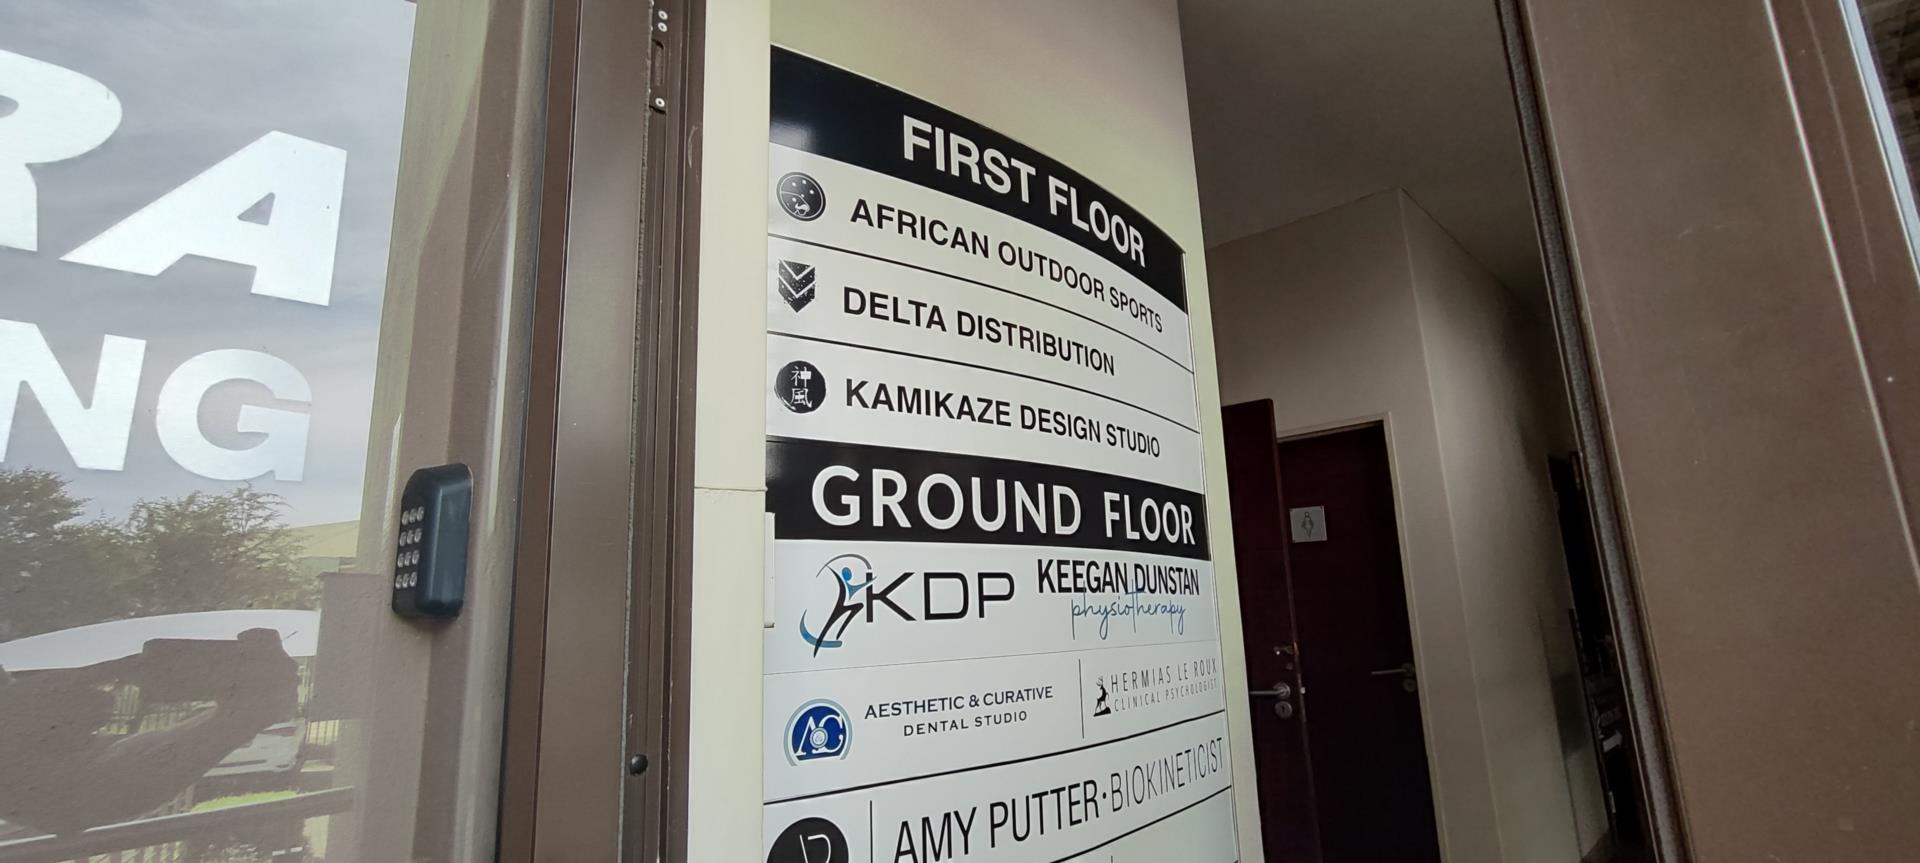 RA
NG
FIRST FLOOR
AFRICAN OUTDOOR SPORTS
DELTA DISTRIBUTION
神風
KAMIKAZE DESIGN STUDIO
GROUND FLOOR
KDP
KEEGAN DUNSTAN
physiotherapy
AC
AESTHETIC & CURATIVE
DENTAL STUDIO
HERMIAS LE ROUX
CLINICAL PSYCHOLOGIST
AMY PUTTER · BIOKINETICIST